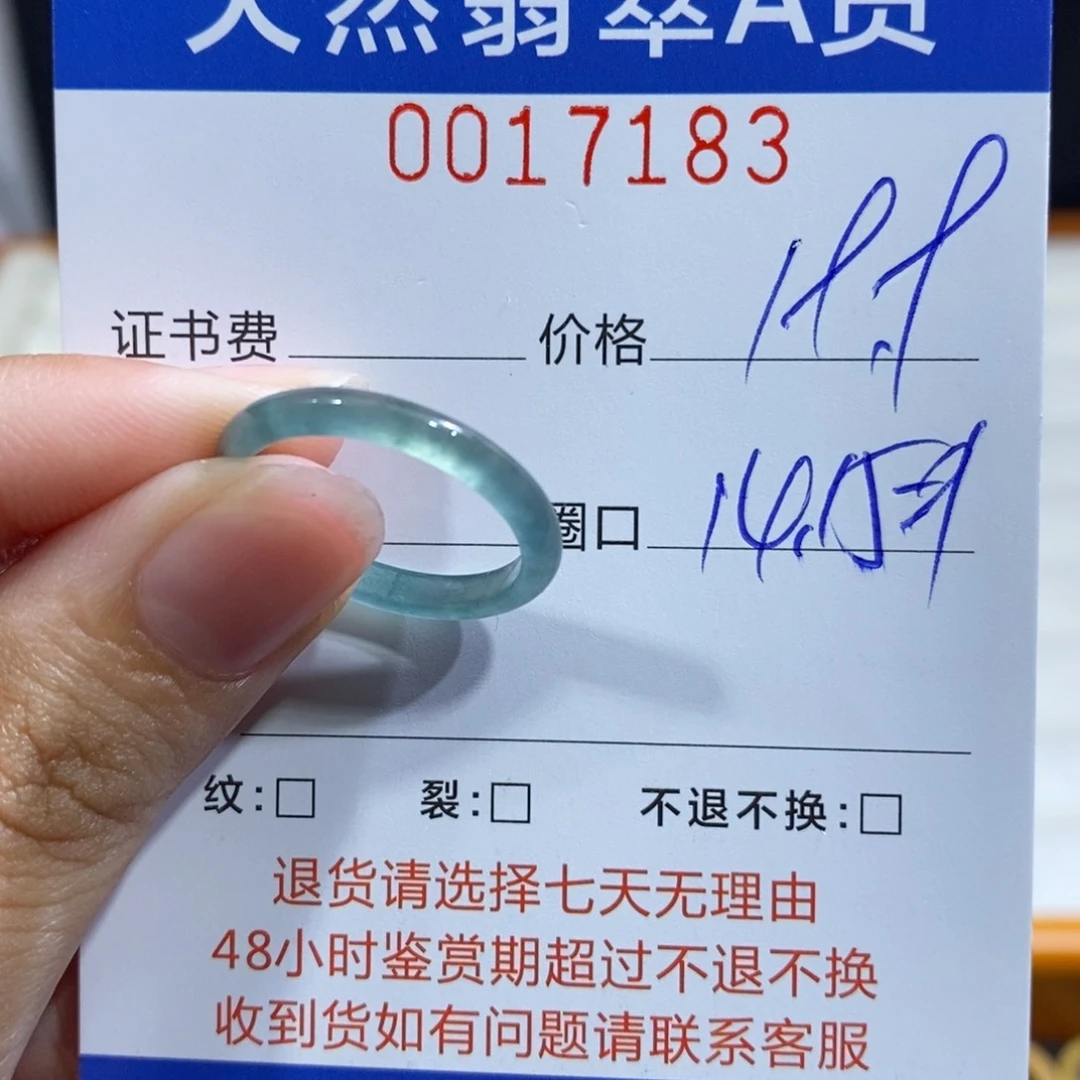 天然翡翠A货
0017183
证书费 价格
圈口
纹:□ 裂:□ 不退不换:□
退货请选择七天无理由
48小时鉴赏期超过不退不换
收到货如有问题请联系客服